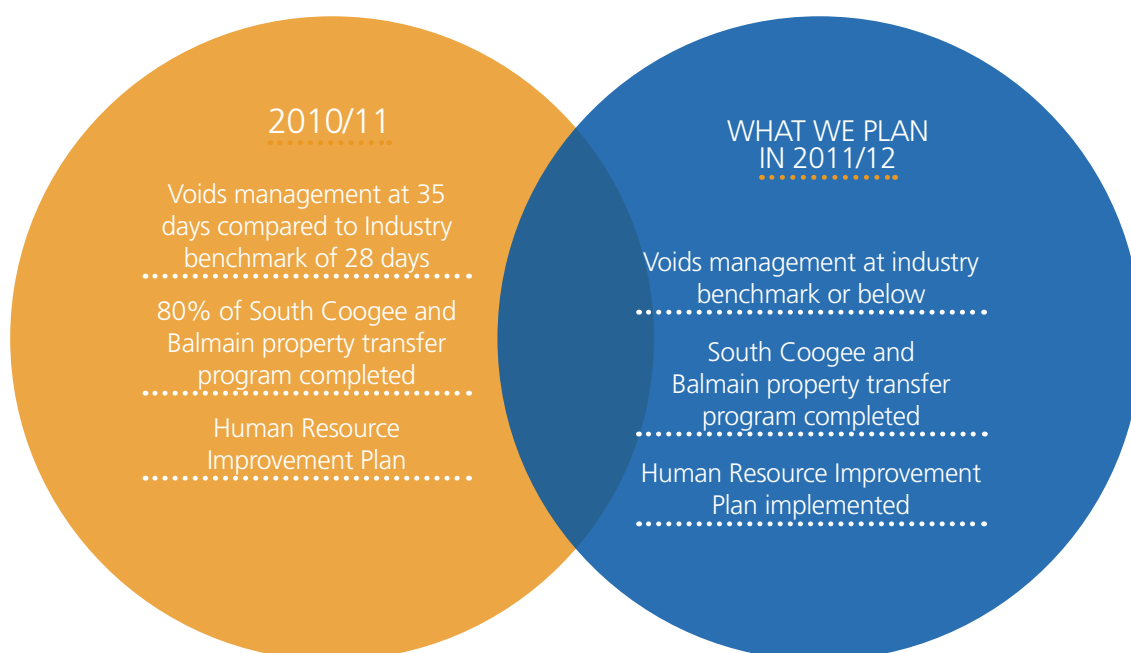 2010/11
Voids management at 35
days compared to Industry
benchmark of 28 days
80% of South Coogee and
Balmain property transfer
program completed
Human Resource
Improvement Plan
WHAT WE PLAN
IN 2011/12
Voids management at industry
benchmark or below
South Coogee and
Balmain property transfer
program completed
Human Resource Improvement
Plan implemented